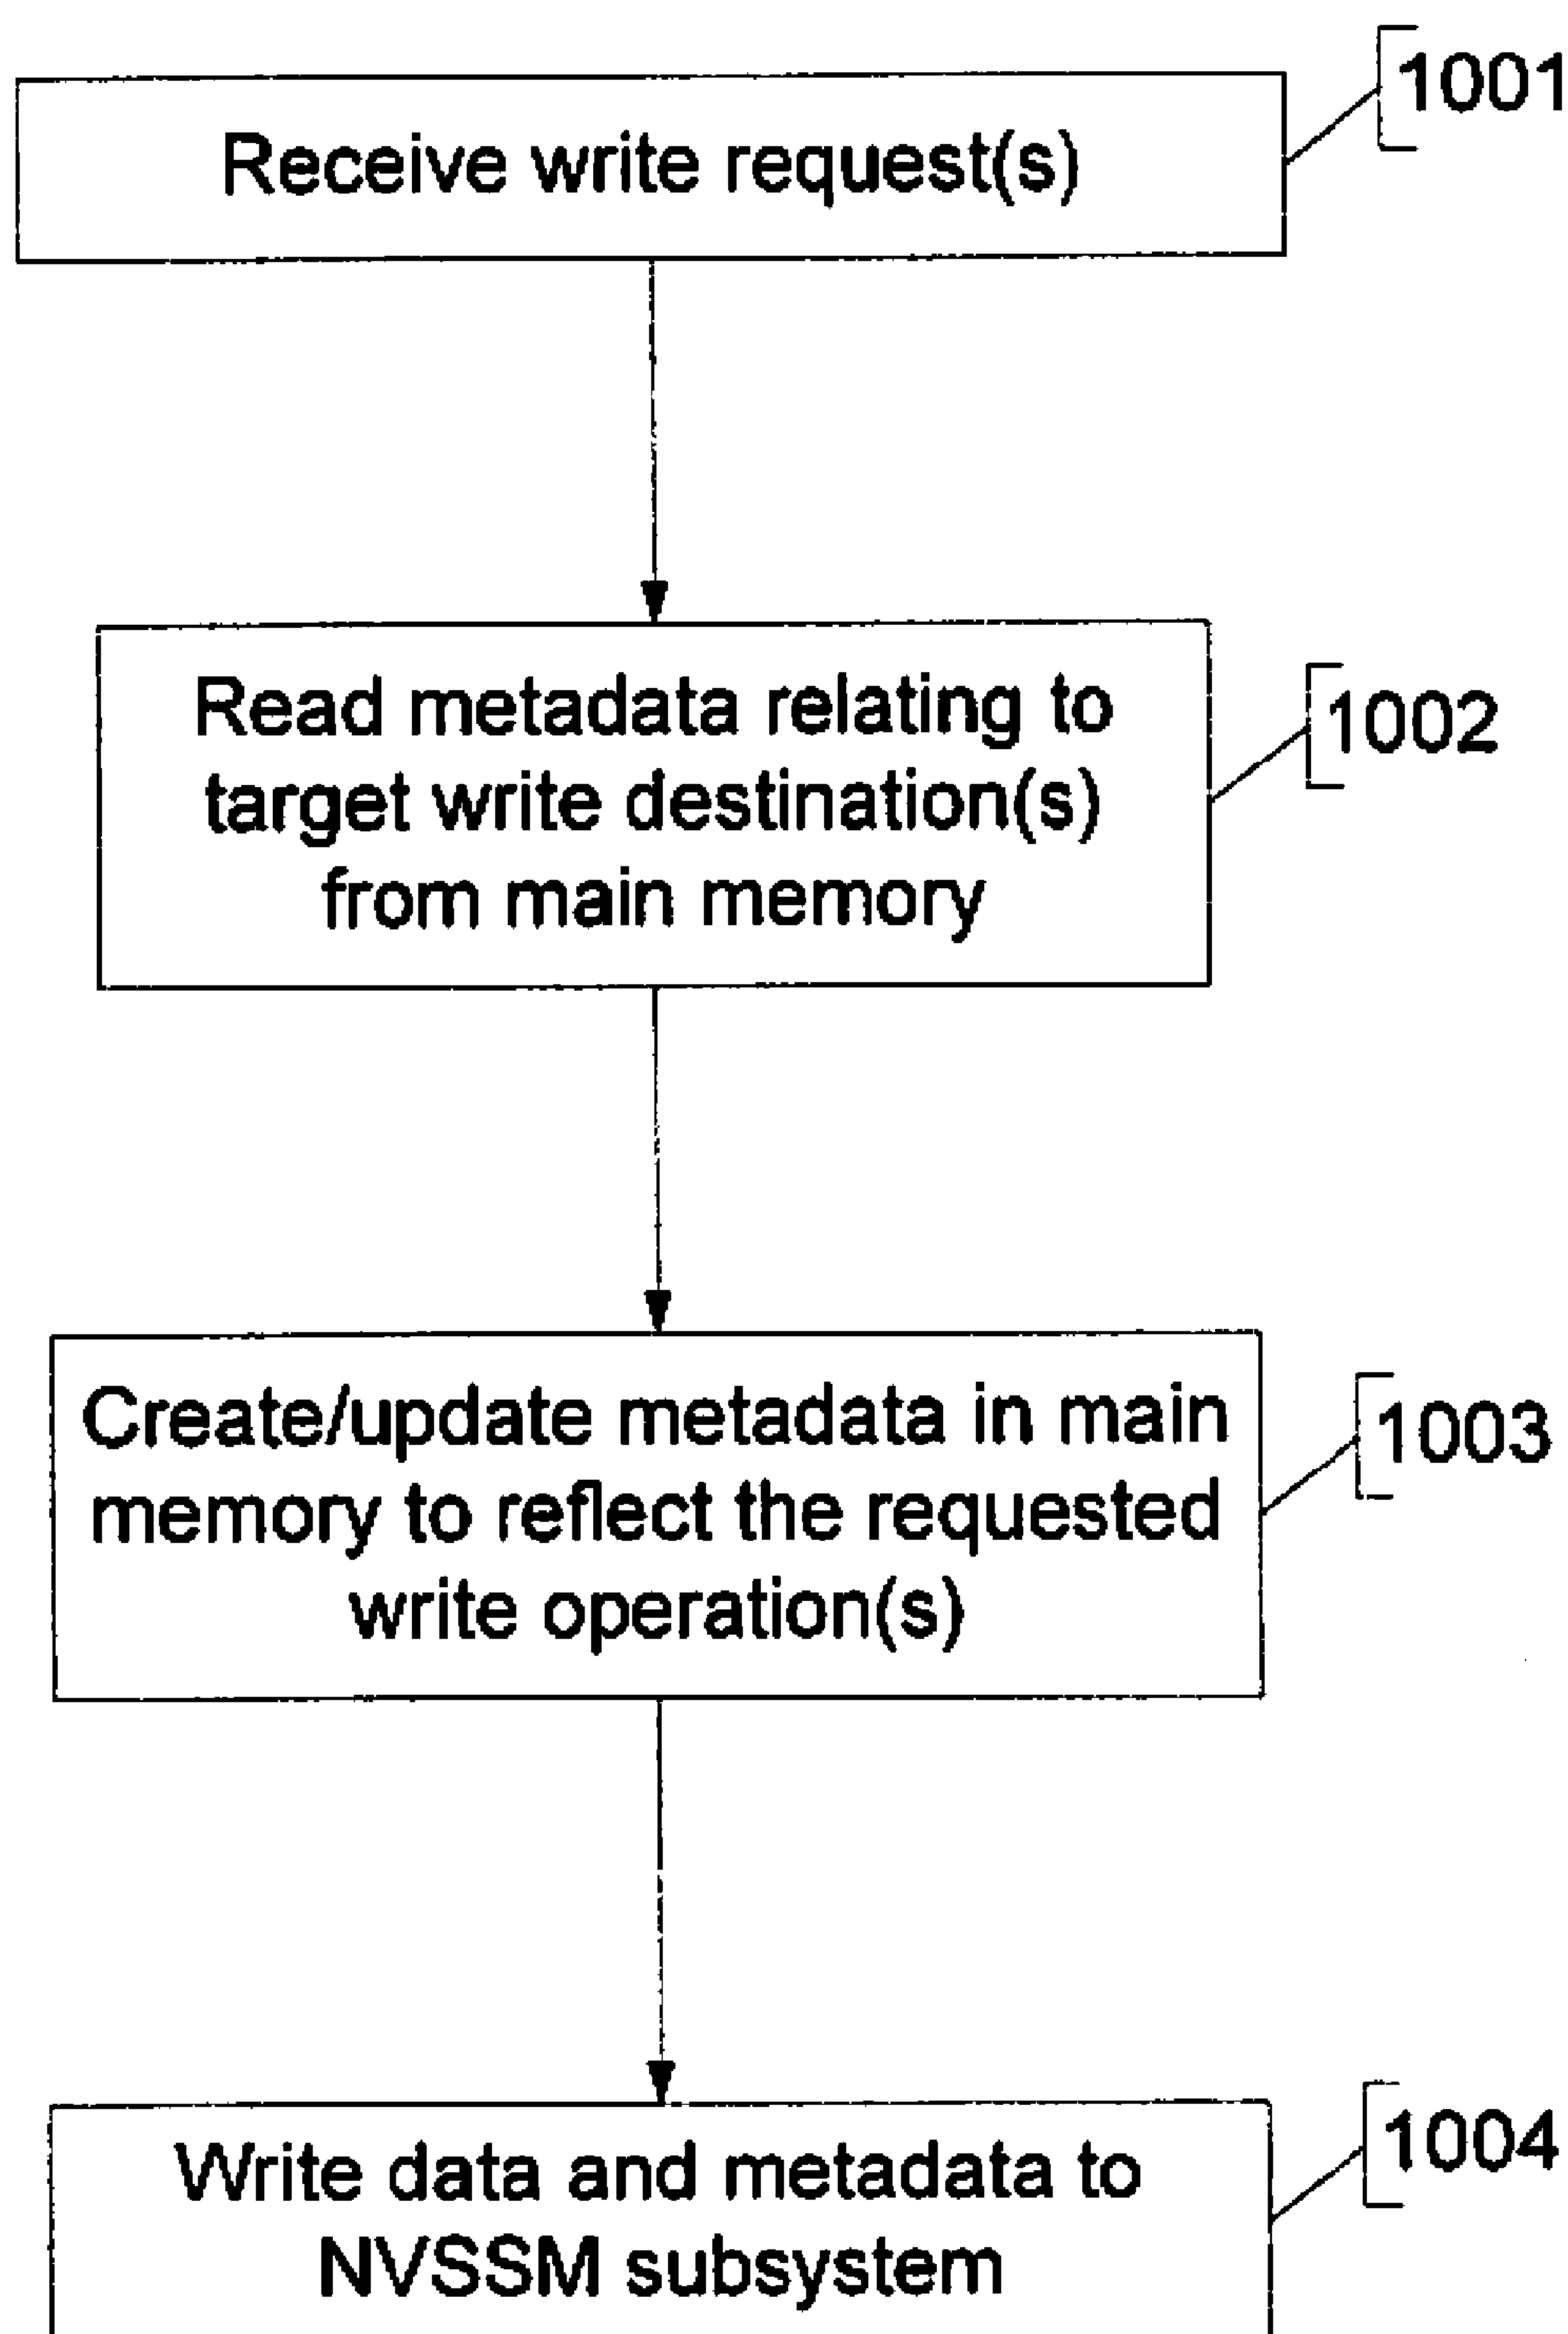 Receive write request(s)
1001
Read metadata relating to
target write destination(s)
from main memory
1002
Create/update metadata in main
memory to reflect the requested
write operation(s)
1003
Write data and metadata to
NVSSM subsystem
1004